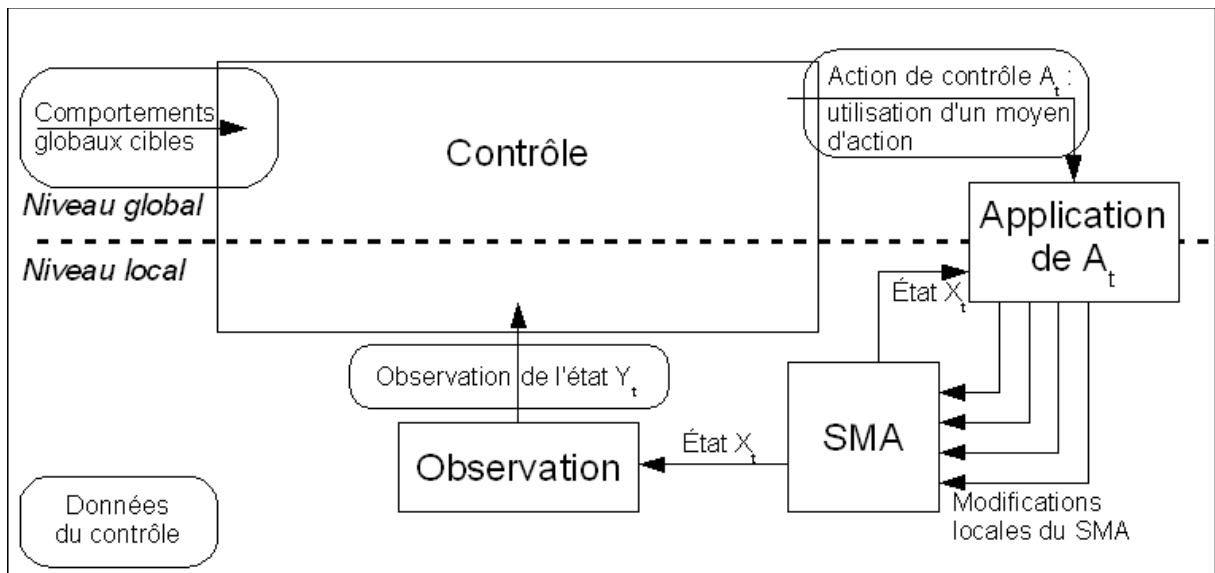 Comportements
globaux cibles
Contrôle
Action de contrôle Aₜ :
utilisation d'un moyen
d'action
Niveau global
Niveau local
Application
de Aₜ
État Xₜ
Observation de l'état Yₜ
Observation
État Xₜ
SMA
Modifications
locales du SMA
Données
du contrôle